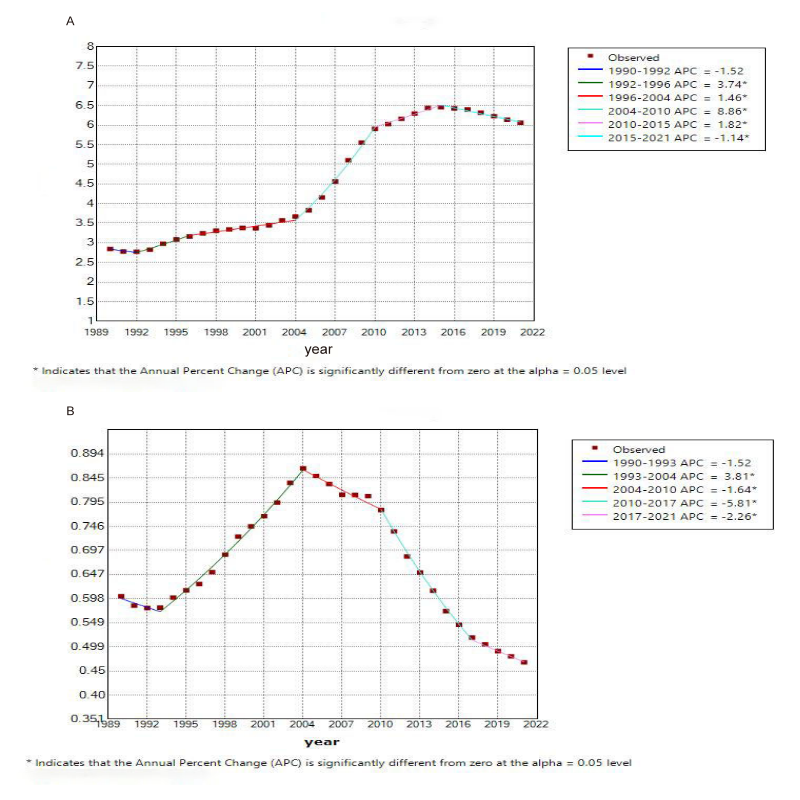 A
8
7.5
7
6.5
6
5.5
5
4.5
4
3.5
3
2.5
2
1.5
1
1989 1992 1995 1998 2001 2004 2007 2010 2013 2016 2019 2022
year
Observed
1990-1992 APC = -1.52
1992-1996 APC = 3.74*
1996-2004 APC = 1.46*
2004-2010 APC = 8.86*
2010-2015 APC = 1.82*
2015-2021 APC = -1.14*
* Indicates that the Annual Percent Change (APC) is significantly different from zero at the alpha = 0.05 level
B
0.894
0.845
0.795
0.746
0.697
0.647
0.598
0.549
0.499
0.45
0.40
0.351
1989 1992 1995 1998 2001 2004 2007 2010 2013 2016 2019 2022
year
Observed
1990-1993 APC = -1.52
1993-2004 APC = 3.81*
2004-2010 APC = -1.64*
2010-2017 APC = -5.81*
2017-2021 APC = -2.26*
* Indicates that the Annual Percent Change (APC) is significantly different from zero at the alpha = 0.05 level